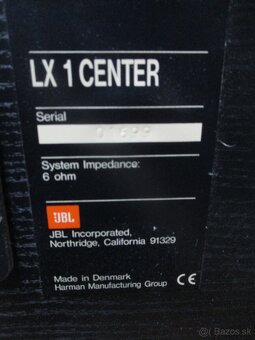 LX 1 CENTER
Serial
01699
System Impedance:
6 ohm
JBL
JBL Incorporated,
Northridge, California 91329
Made in Denmark
Harman Manufacturing Group
CE
© Bazos.sk